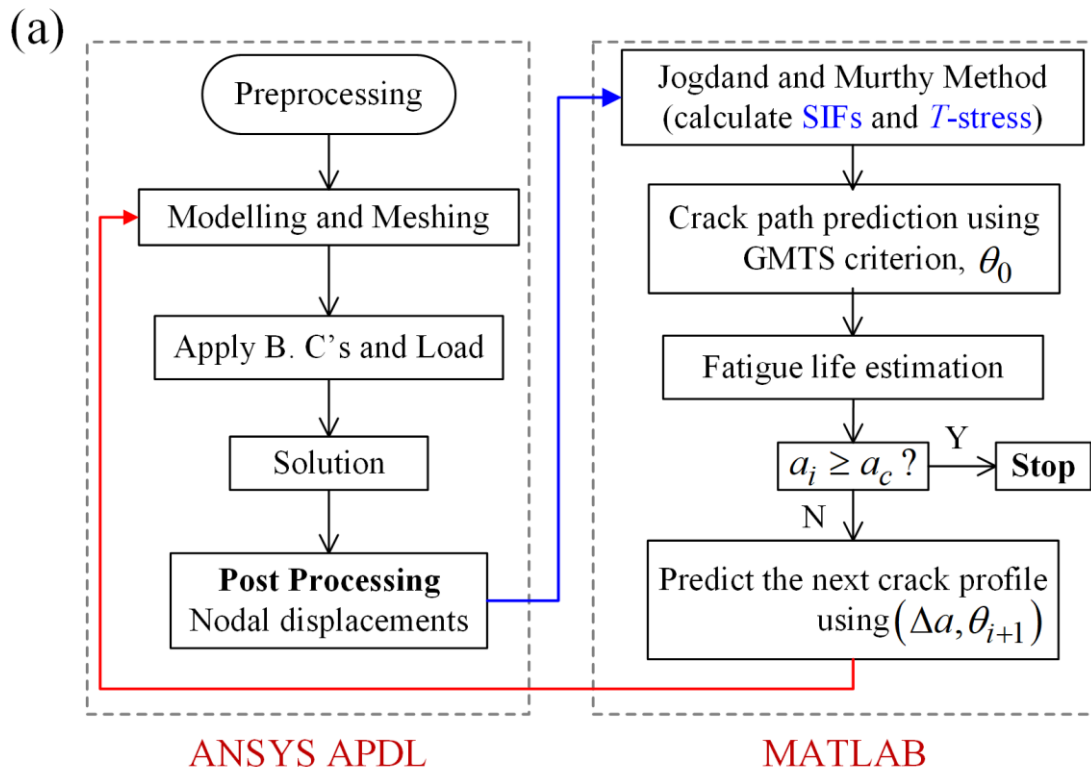 (a)
Preprocessing
Modelling and Meshing
Apply B. C's and Load
Solution
Post Processing
Nodal displacements
ANSYS APDL
Jogdand and Murthy Method
(calculate SIFs and T-stress)
Crack path prediction using
GMTS criterion, θ₀
Fatigue life estimation
aᵢ ≥ a_c ?
Y
Stop
N
Predict the next crack profile
using (Δa, θᵢ₊₁)
MATLAB